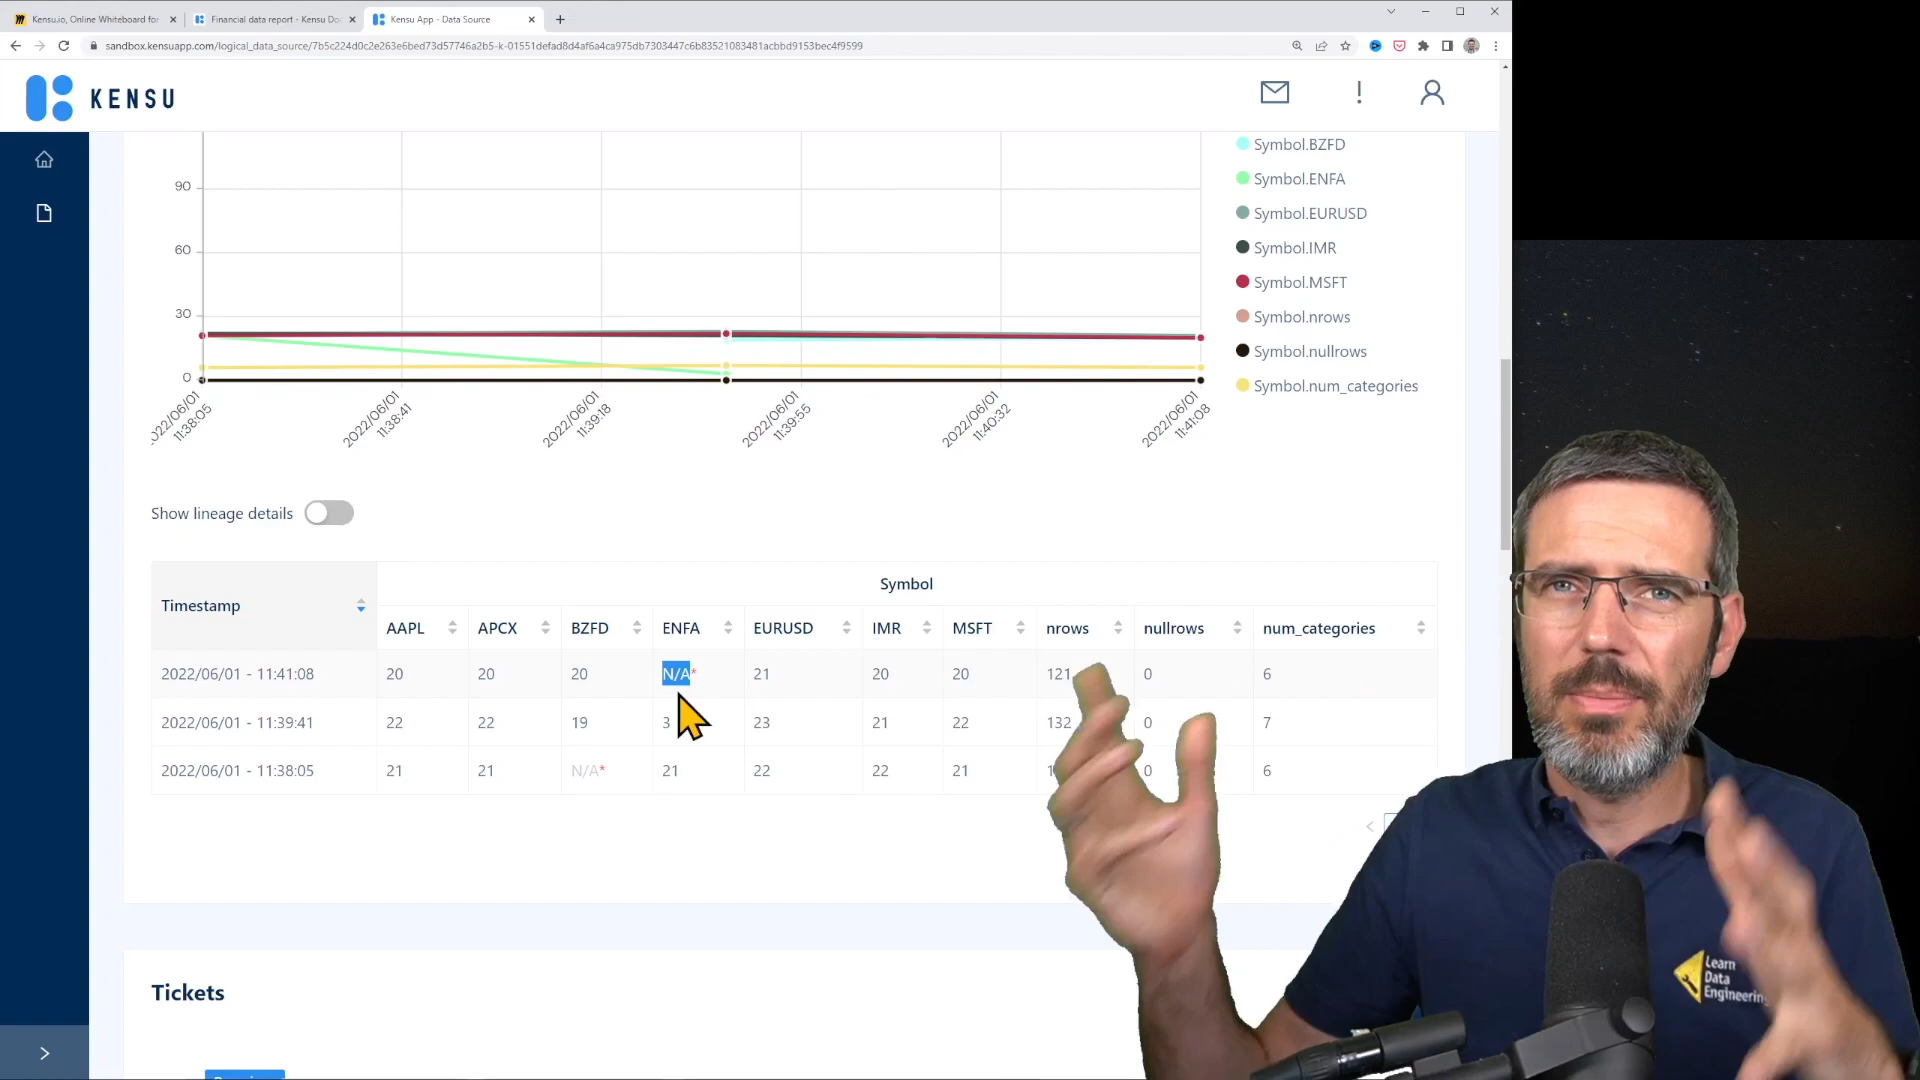 Kensu.io, Online Whiteboard for
Financial data report - Kensu Do
Kensu App - Data Source
sandbox.kensuapp.com/logical_data_source/7b5c224d0c2e263e6bed73d57746a2b5-k-01551defad8d4af6a4ca975db7303447c6b83521083481acbbd9153bec4f9599
KENSU
90
60
30
0
2022/06/01 11:38:05
2022/06/01 11:38:41
2022/06/01 11:39:18
2022/06/01 11:39:55
2022/06/01 11:40:32
2022/06/01 11:41:08
Symbol.BZFD
Symbol.ENFA
Symbol.EURUSD
Symbol.IMR
Symbol.MSFT
Symbol.nrows
Symbol.nullrows
Symbol.num_categories
Show lineage details
Timestamp Symbol
AAPL APCX BZFD ENFA EURUSD IMR MSFT nrows nullrows num_categories
2022/06/01 - 11:41:08 20 20 20 N/A* 21 20 20 121 0 6
2022/06/01 - 11:39:41 22 22 19 3 23 21 22 132 0 7
2022/06/01 - 11:38:05 21 21 N/A* 21 22 22 21 0 6
Tickets
Learn
Data
Engineering